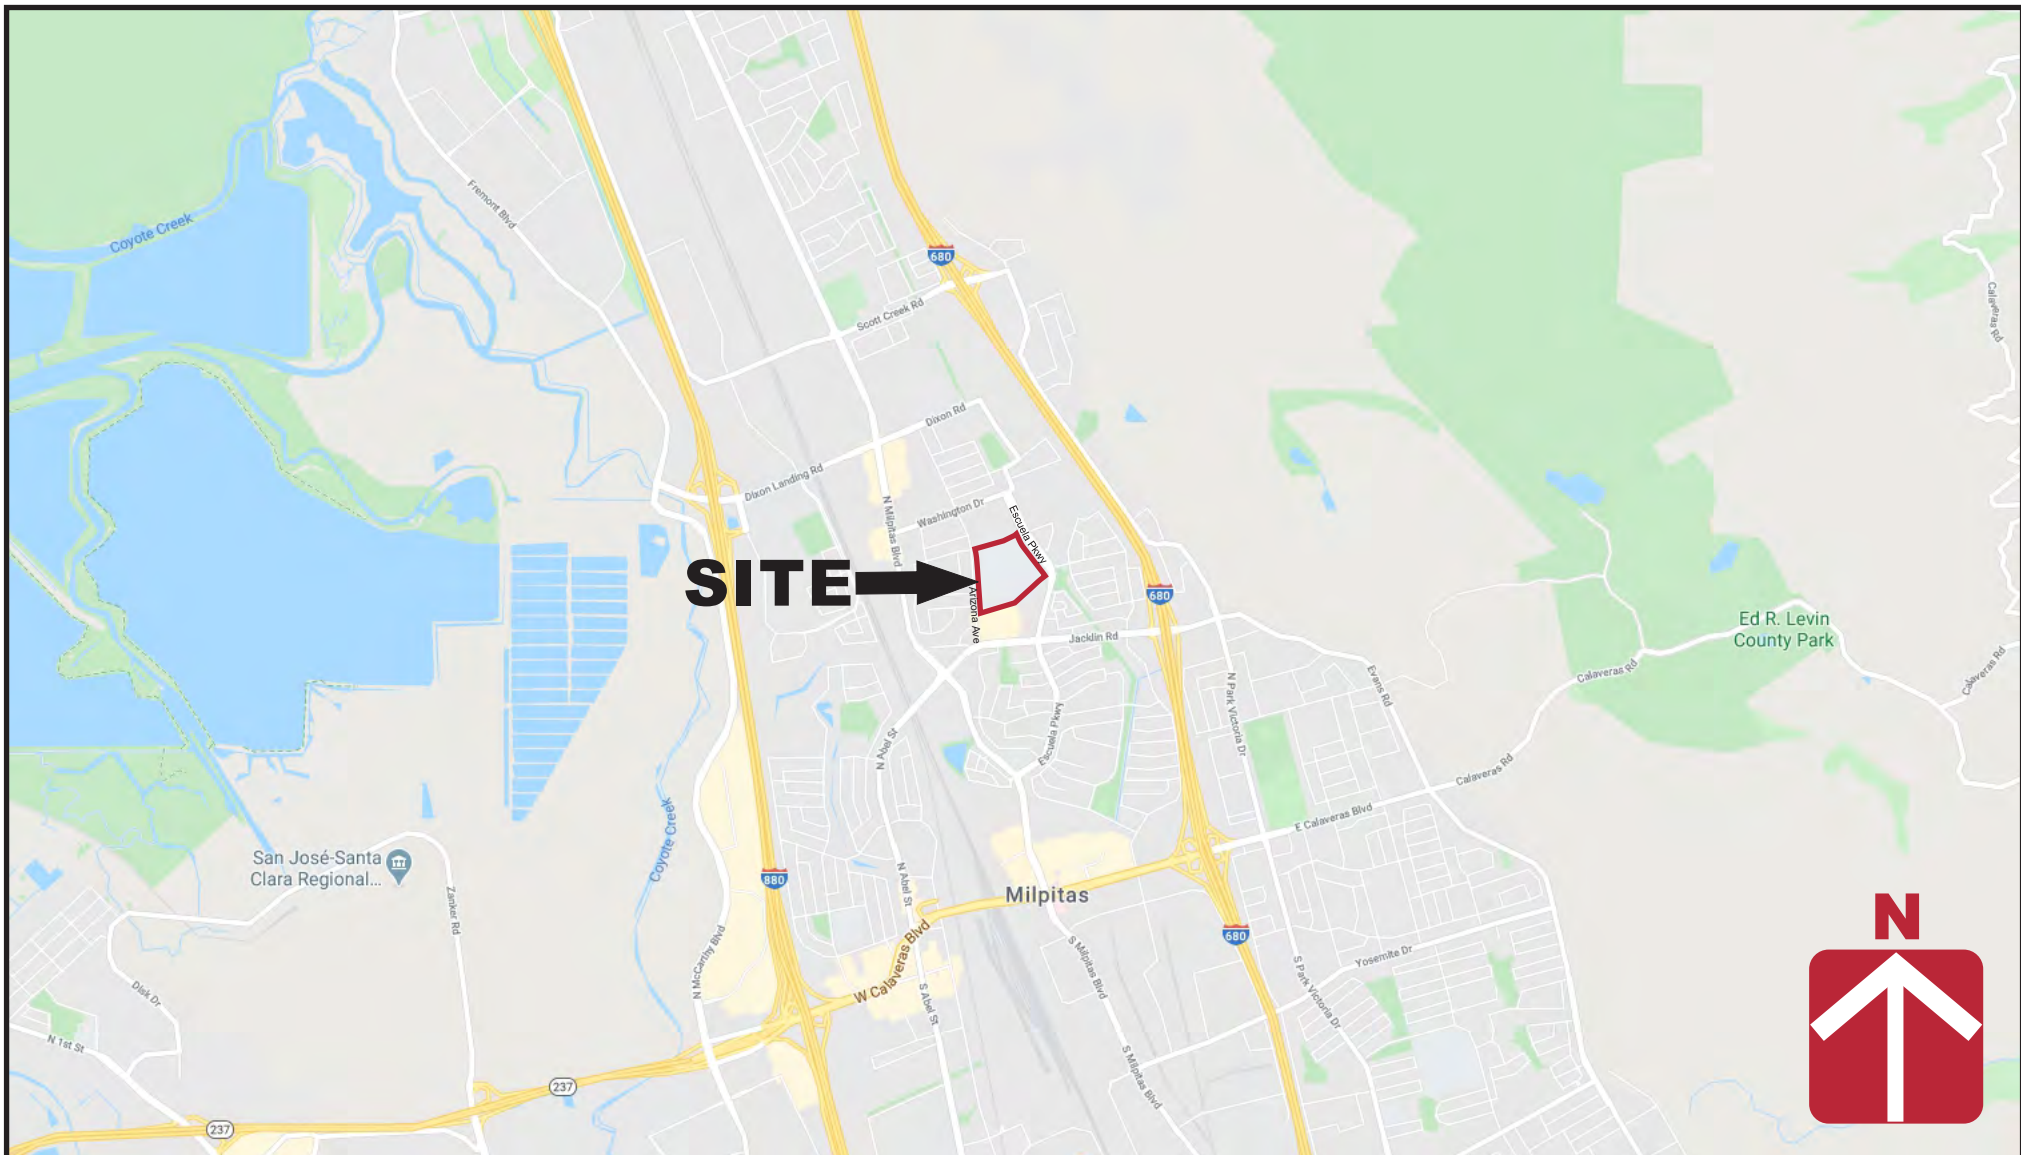 Fremont Blvd
Coyote Creek
680
Scott Creek Rd
Calaveras Rd
Dixon Rd
Dixon Landing Rd
N Milpitas Blvd
Washington Dr
Escuela Pkwy
SITE
Arizona Ave
680
Jacklin Rd
Ed R. Levin
County Park
Calaveras Rd
Calaveras Rd
Evans Rd
N Park Victoria Dr
N Abel St
Escuela Pkwy
Calaveras Rd
E Calaveras Blvd
Coyote Creek
San José-Santa
Clara Regional...
880
N Abel St
Milpitas
Zanker Rd
W Calaveras Blvd
680
N
N McCarthy Blvd
S Milpitas Blvd
Yosemite Dr
S Park Victoria Dr
Disk Dr
S Abel St
N 1st St
S Milpitas Blvd
237
237